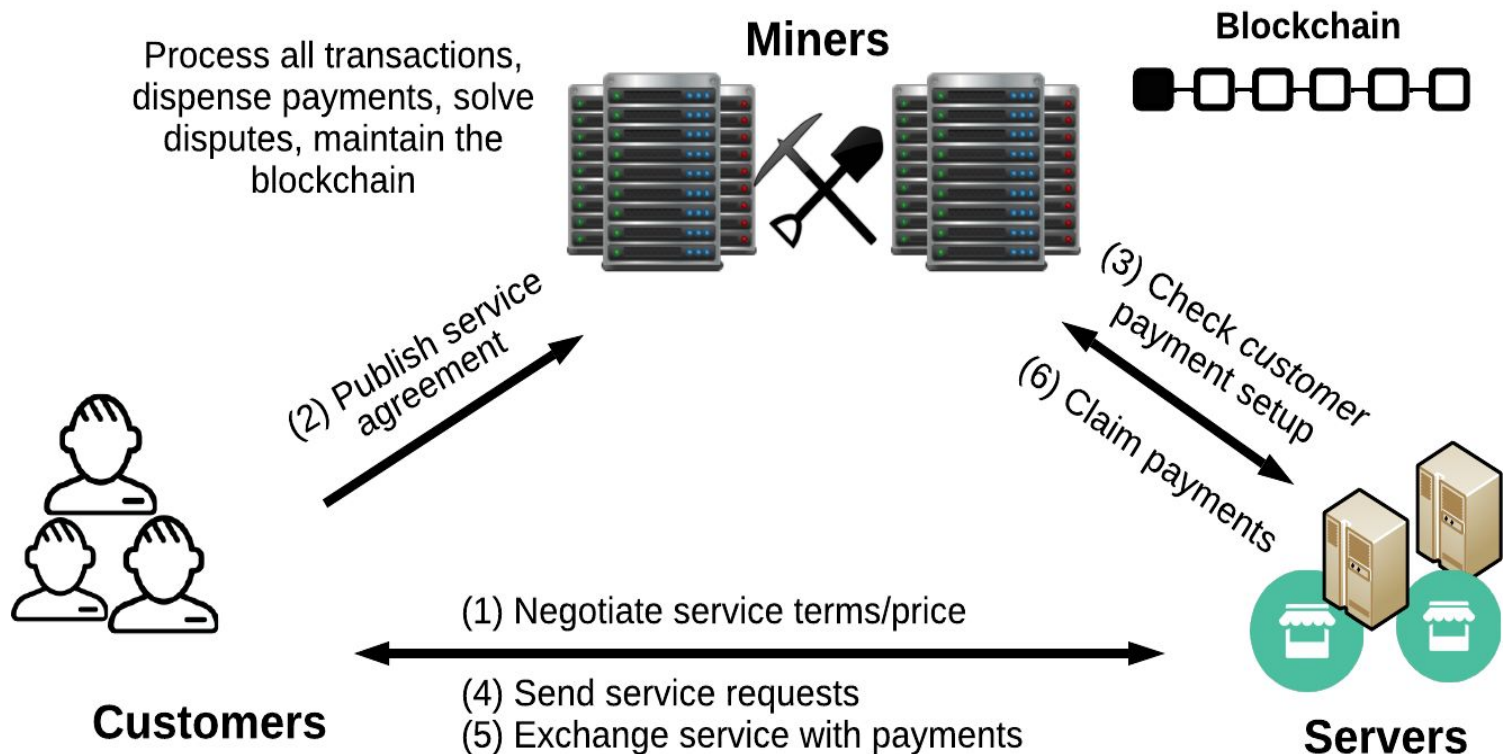 Miners
Blockchain
Process all transactions,
dispense payments, solve
disputes, maintain the
blockchain
(2) Publish service
agreement
(3) Check customer
payment setup
(6) Claim payments
(1) Negotiate service terms/price
(4) Send service requests
(5) Exchange service with payments
Customers
Servers